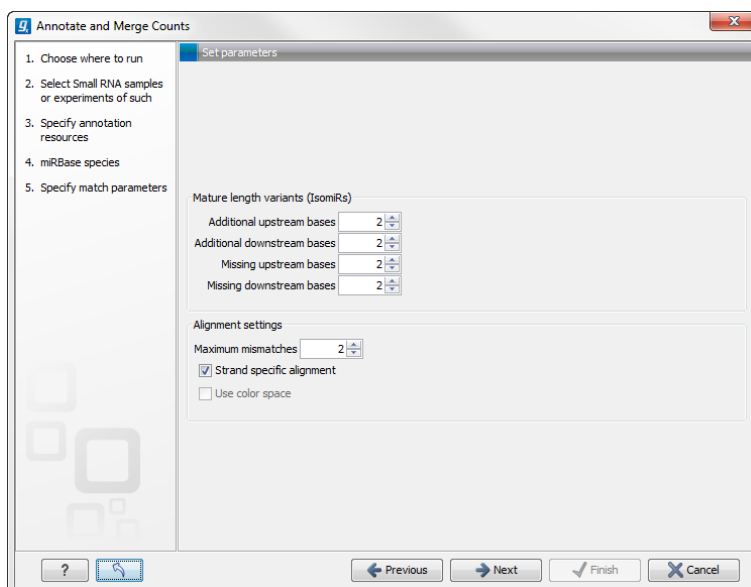 Annotate and Merge Counts
1. Choose where to run
2. Select Small RNA samples
or experiments of such
3. Specify annotation
resources
4. miRBase species
5. Specify match parameters
Set parameters
Mature length variants (IsomiRs)
Additional upstream bases 2
Additional downstream bases 2
Missing upstream bases 2
Missing downstream bases 2
Alignment settings
Maximum mismatches 2
Strand specific alignment
Use color space
? Previous Next Finish Cancel